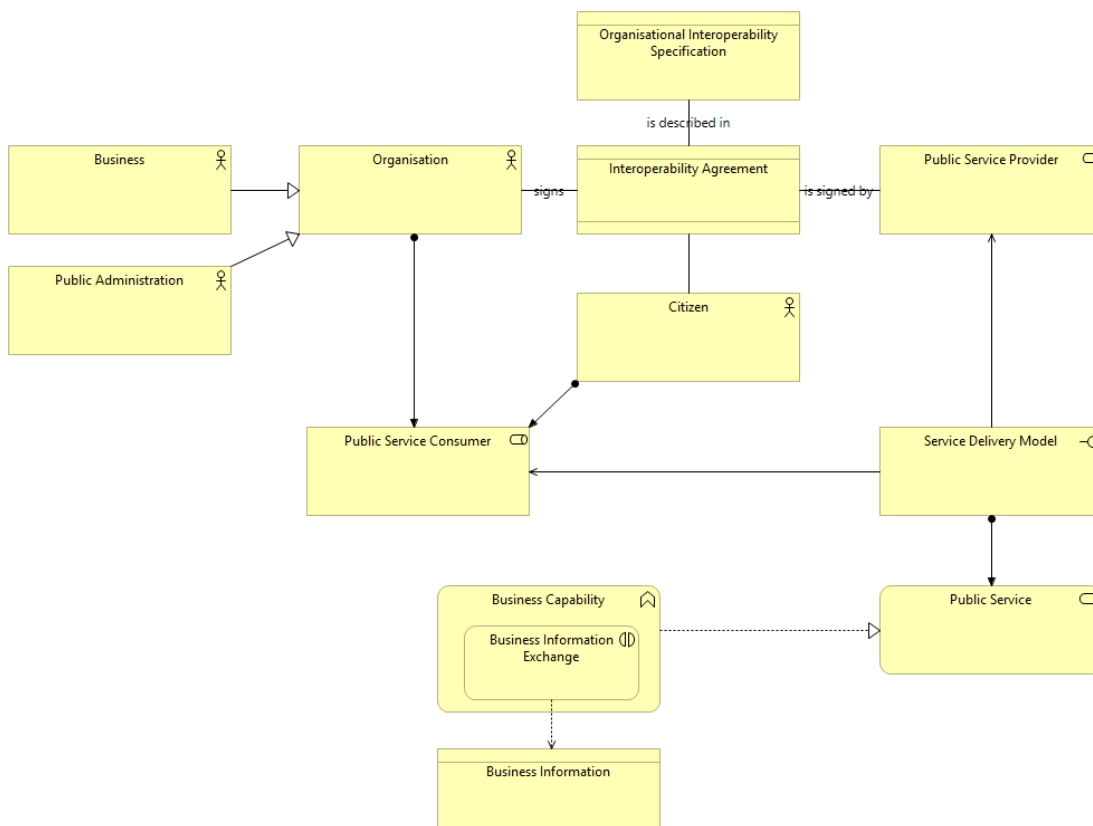 Organisational Interoperability
Specification
is described in
Business
Organisation
Interoperability Agreement
Public Service Provider
signs
is signed by
Public Administration
Citizen
Public Service Consumer
Service Delivery Model
Business Capability
Public Service
Business Information
Exchange
Business Information